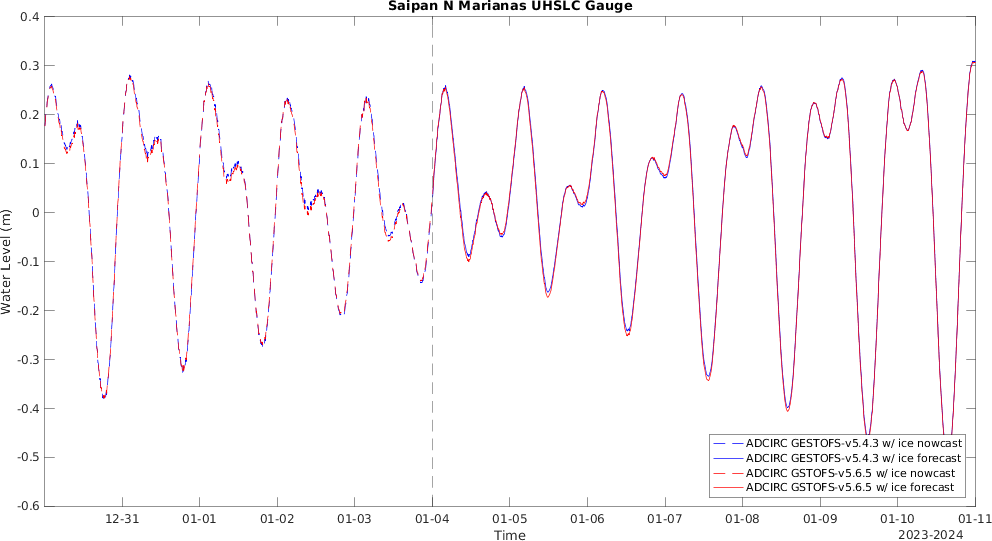 Saipan N Marianas UHSLC Gauge
Water Level (m)
0.4
0.3
0.2
0.1
0
-0.1
-0.2
-0.3
-0.4
-0.5
-0.6
ADCIRC GESTOFS-v5.4.3 w/ ice nowcast
ADCIRC GESTOFS-v5.4.3 w/ ice forecast
ADCIRC GSTOFS-v5.6.5 w/ ice nowcast
ADCIRC GSTOFS-v5.6.5 w/ ice forecast
12-31 01-01 01-02 01-03 01-04 01-05 01-06 01-07 01-08 01-09 01-10 01-11
Time
2023-2024